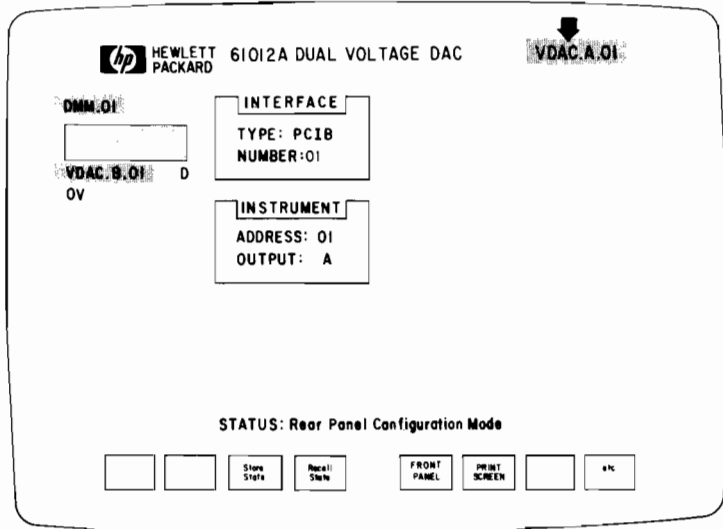 hp HEWLETT PACKARD 61012A DUAL VOLTAGE DAC
VDAC.A.01
DMM.01
VDAC.B.01 D
0V
INTERFACE
TYPE: PCIB
NUMBER:01
INSTRUMENT
ADDRESS: 01
OUTPUT: A
STATUS: Rear Panel Configuration Mode
Store State
Recall State
FRONT PANEL
PRINT SCREEN
etc